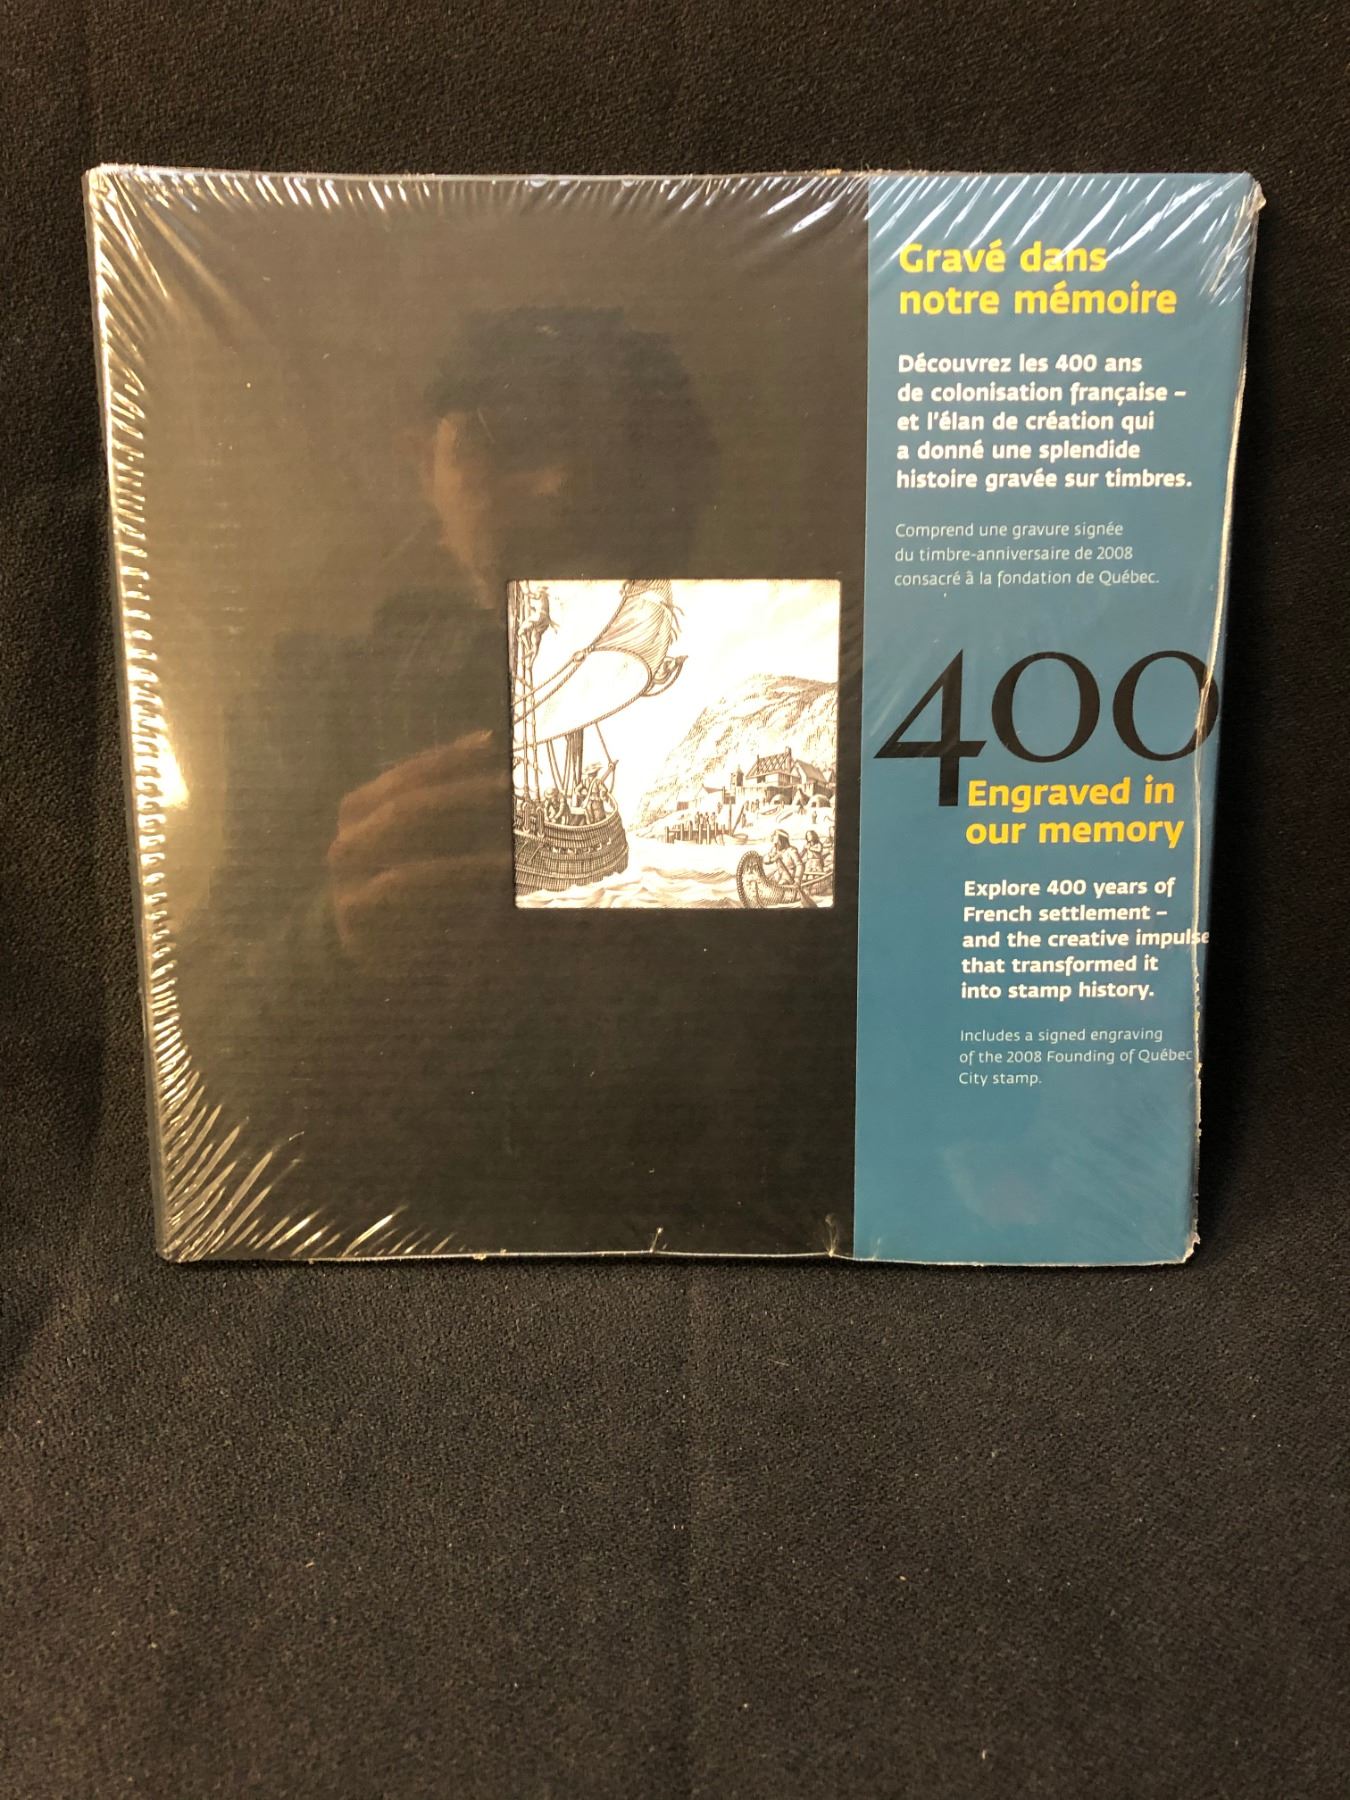 Gravé dans
notre mémoire
Découvrez les 400 ans
de colonisation française –
et l'élan de création qui
a donné une splendide
histoire gravée sur timbres.
Comprend une gravure signée
du timbre-anniversaire de 2008
consacré à la fondation de Québec.
400
Engraved in
our memory
Explore 400 years of
French settlement –
and the creative impulse
that transformed it
into stamp history.
Includes a signed engraving
of the 2008 Founding of Québec
City stamp.